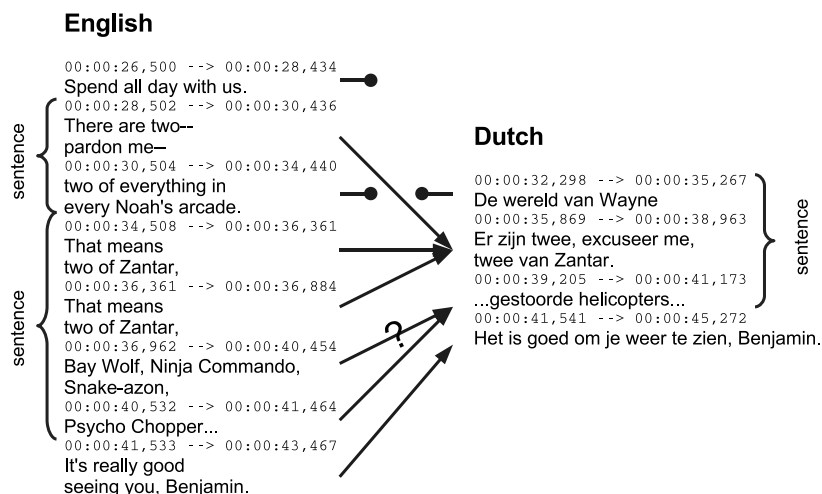 English
00:00:26,500 --> 00:00:28,434
Spend all day with us.
00:00:28,502 --> 00:00:30,436
There are two--
pardon me–
00:00:30,504 --> 00:00:34,440
two of everything in
every Noah's arcade.
00:00:34,508 --> 00:00:36,361
That means
two of Zantar,
00:00:36,361 --> 00:00:36,884
That means
two of Zantar,
00:00:36,962 --> 00:00:40,454
Bay Wolf, Ninja Commando,
Snake-azon,
00:00:40,532 --> 00:00:41,464
Psycho Chopper...
00:00:41,533 --> 00:00:43,467
It's really good
seeing you, Benjamin.
sentence
sentence
?
Dutch
00:00:32,298 --> 00:00:35,267
De wereld van Wayne
00:00:35,869 --> 00:00:38,963
Er zijn twee, excuseer me,
twee van Zantar.
00:00:39,205 --> 00:00:41,173
...gestoorde helicopters...
00:00:41,541 --> 00:00:45,272
Het is goed om je weer te zien, Benjamin.
sentence